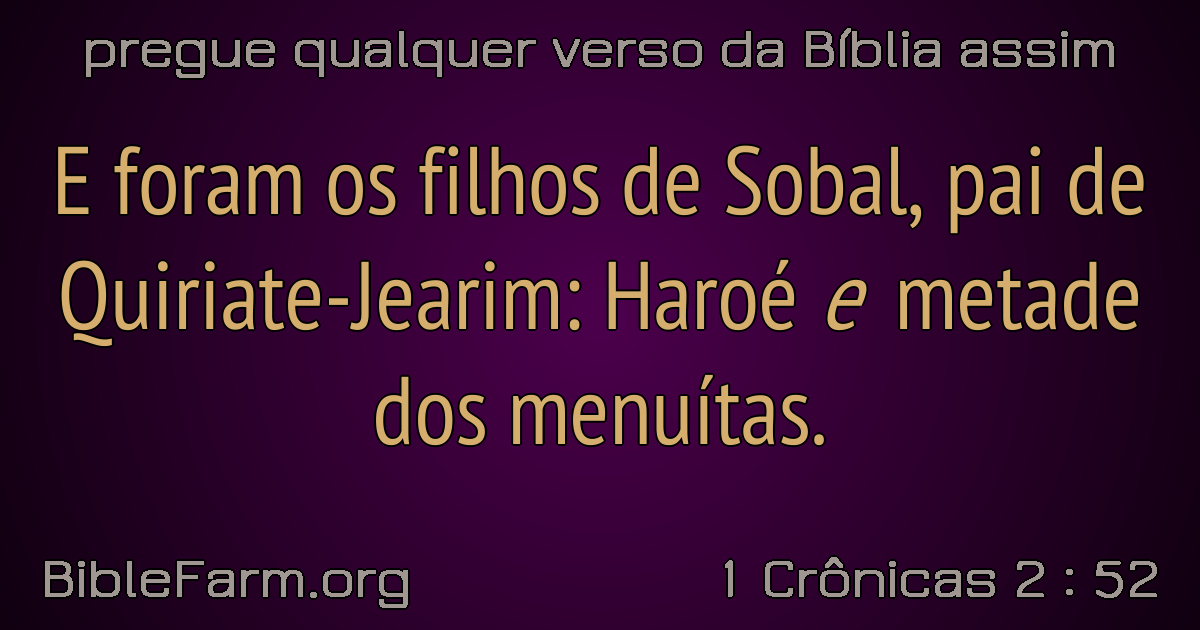 pregue qualquer verso da Bíblia assim
E foram os filhos de Sobal, pai de
Quiriate-Jearim: Haroé e metade
dos menuítas.
BibleFarm.org
1 Crônicas 2 : 52